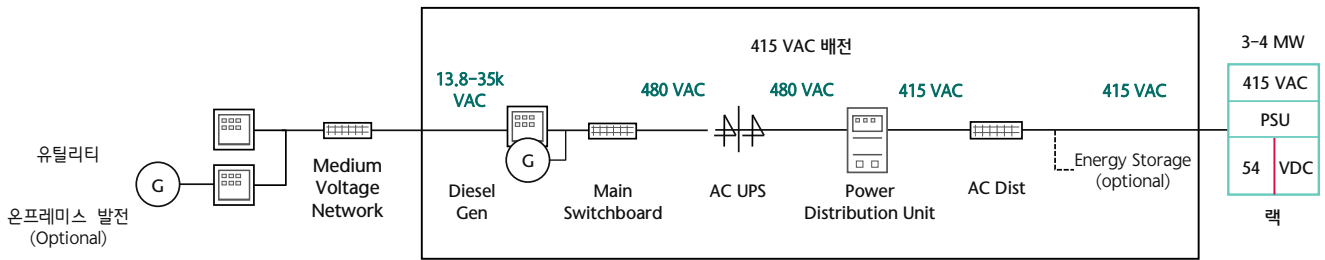 415 VAC 배전
3-4 MW
13.8-35k
VAC
480 VAC
480 VAC
415 VAC
415 VAC
415 VAC
PSU
54 VDC
랙
유틸리티
G
온프레미스 발전
(Optional)
Medium
Voltage
Network
G
Diesel
Gen
Main
Switchboard
AC UPS
Power
Distribution Unit
AC Dist
Energy Storage
(optional)